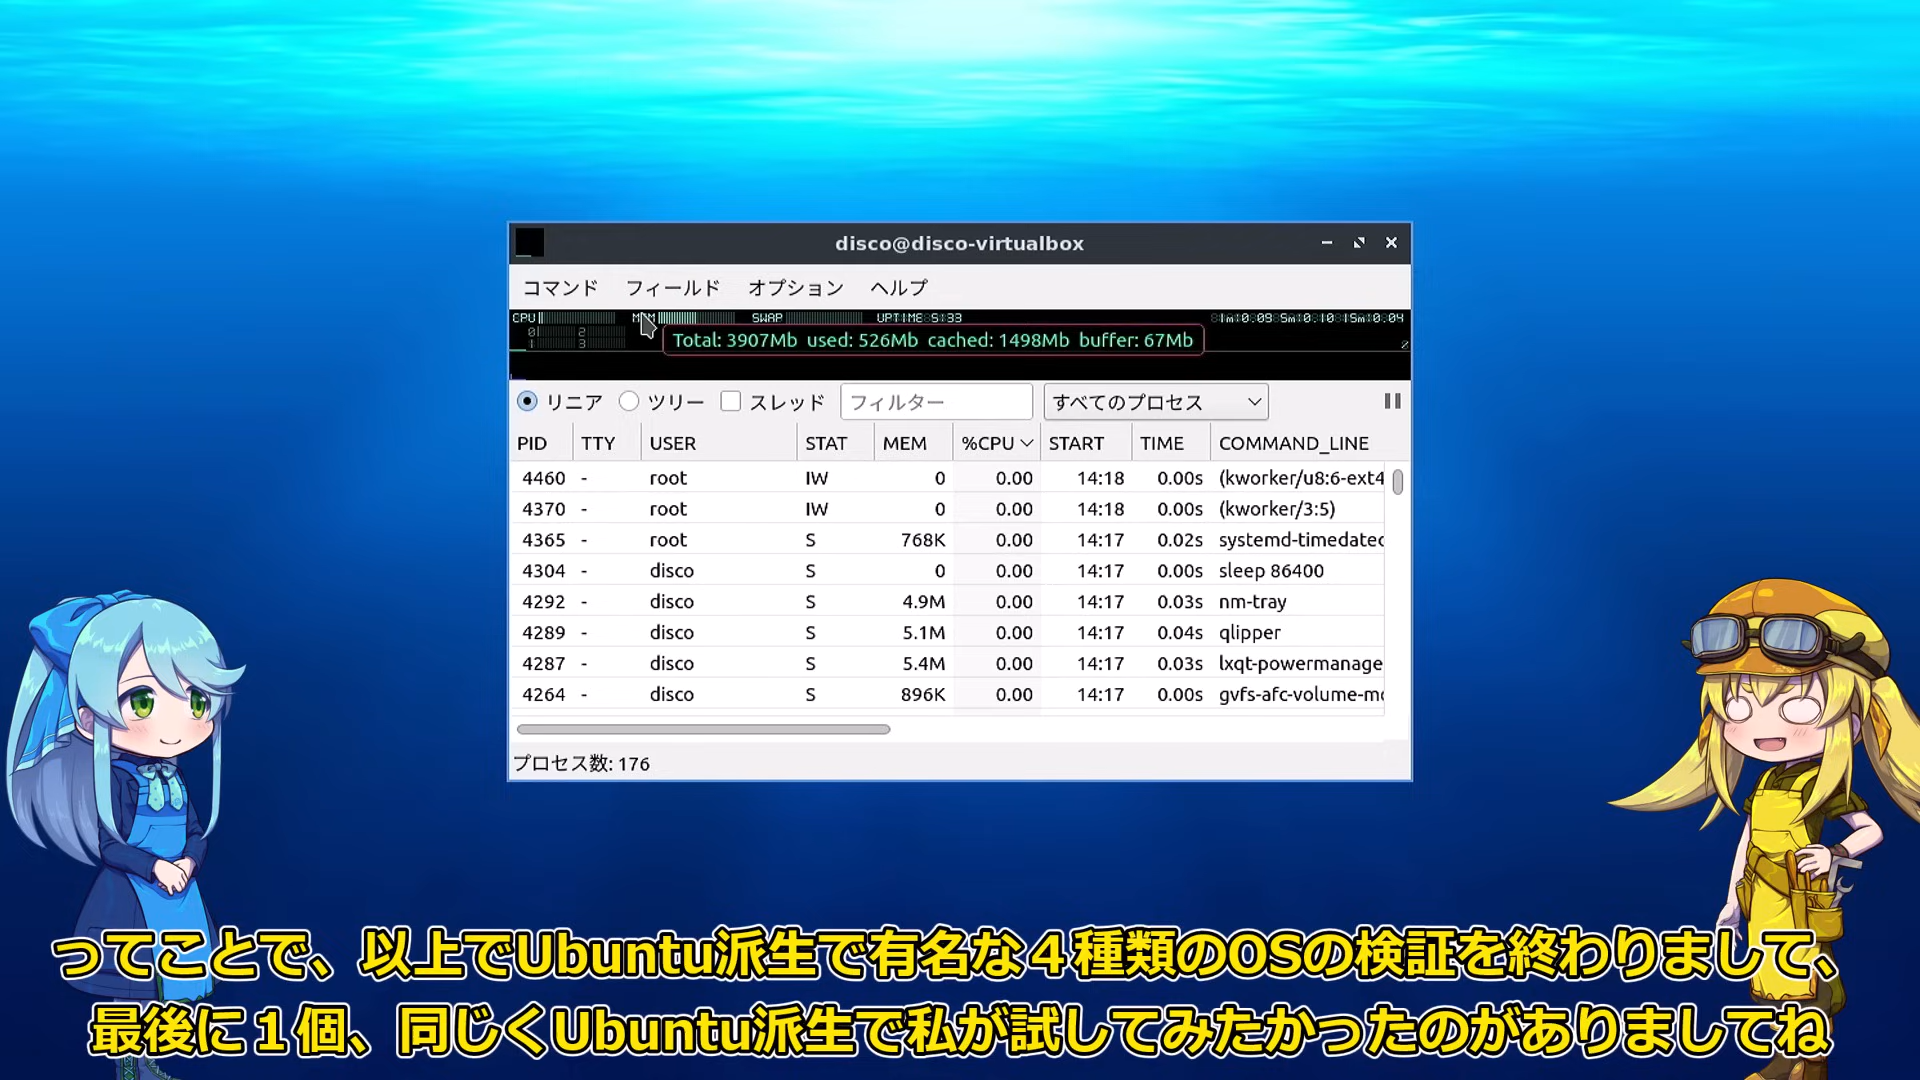 disco@disco-virtualbox
コマンド フィールド オプション ヘルプ
CPU MEM SWAP UPTIME 5:33
0 2
1 3
Total: 3907Mb used: 526Mb cached: 1498Mb buffer: 67Mb
リニア ツリー スレッド フィルター すべてのプロセス
PID TTY USER STAT MEM %CPU START TIME COMMAND_LINE
4460 - root IW 0 0.00 14:18 0.00s (kworker/u8:6-ext4
4370 - root IW 0 0.00 14:18 0.00s (kworker/3:5)
4365 - root S 768K 0.00 14:17 0.02s systemd-timedated
4304 - disco S 0 0.00 14:17 0.00s sleep 86400
4292 - disco S 4.9M 0.00 14:17 0.03s nm-tray
4289 - disco S 5.1M 0.00 14:17 0.04s qlipper
4287 - disco S 5.4M 0.00 14:17 0.03s lxqt-powermanage
4264 - disco S 896K 0.00 14:17 0.00s gvfs-afc-volume-mo
プロセス数: 176
ってことで、以上でUbuntu派生で有名な４種類のOSの検証を終わりまして、
最後に１個、同じくUbuntu派生で私が試してみたかったのがありましてね